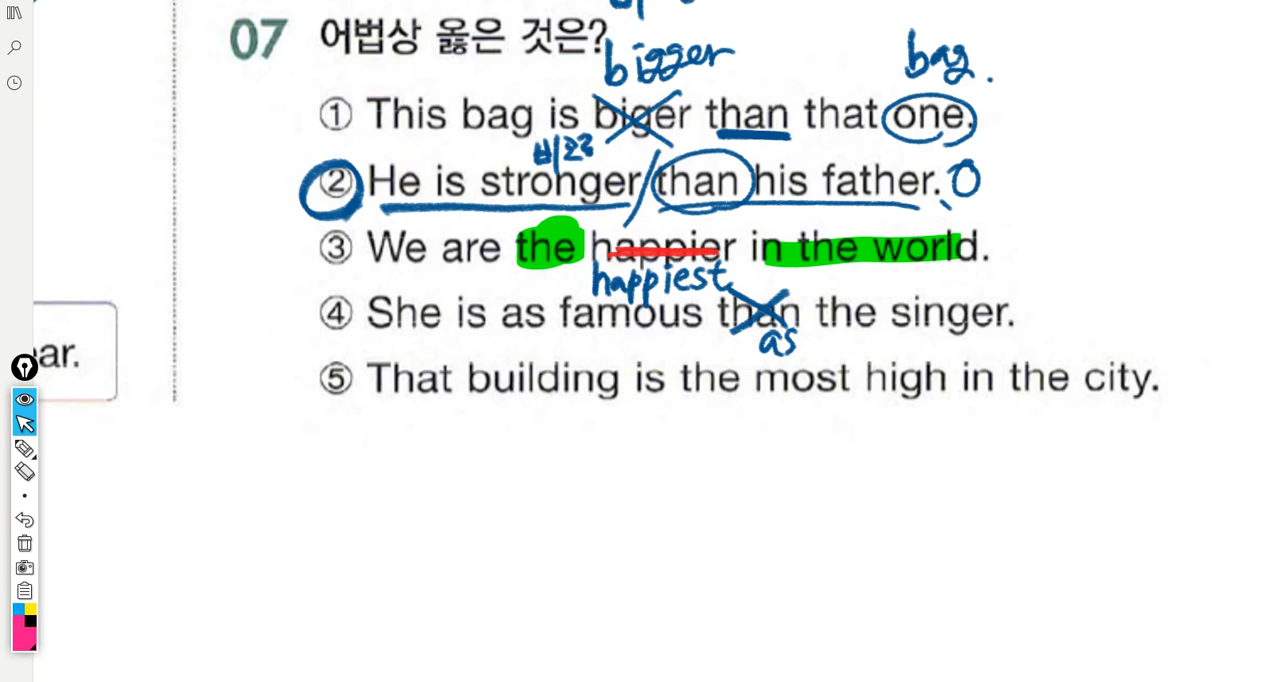 07 어법상 옳은 것은?
bigger bag.
① This bag is biger than that one.
비교급
② He is stronger / than his father. O
③ We are the happier in the world.
happiest
④ She is as famous than the singer.
as
ear.
⑤ That building is the most high in the city.